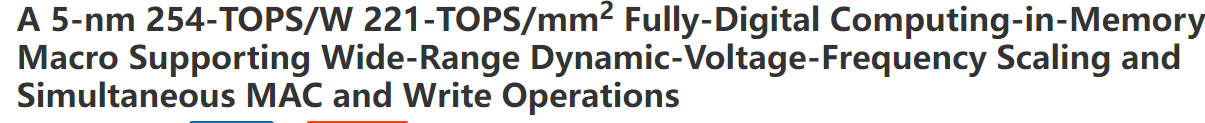 A 5-nm 254-TOPS/W 221-TOPS/mm² Fully-Digital Computing-in-Memory
Macro Supporting Wide-Range Dynamic-Voltage-Frequency Scaling and
Simultaneous MAC and Write Operations